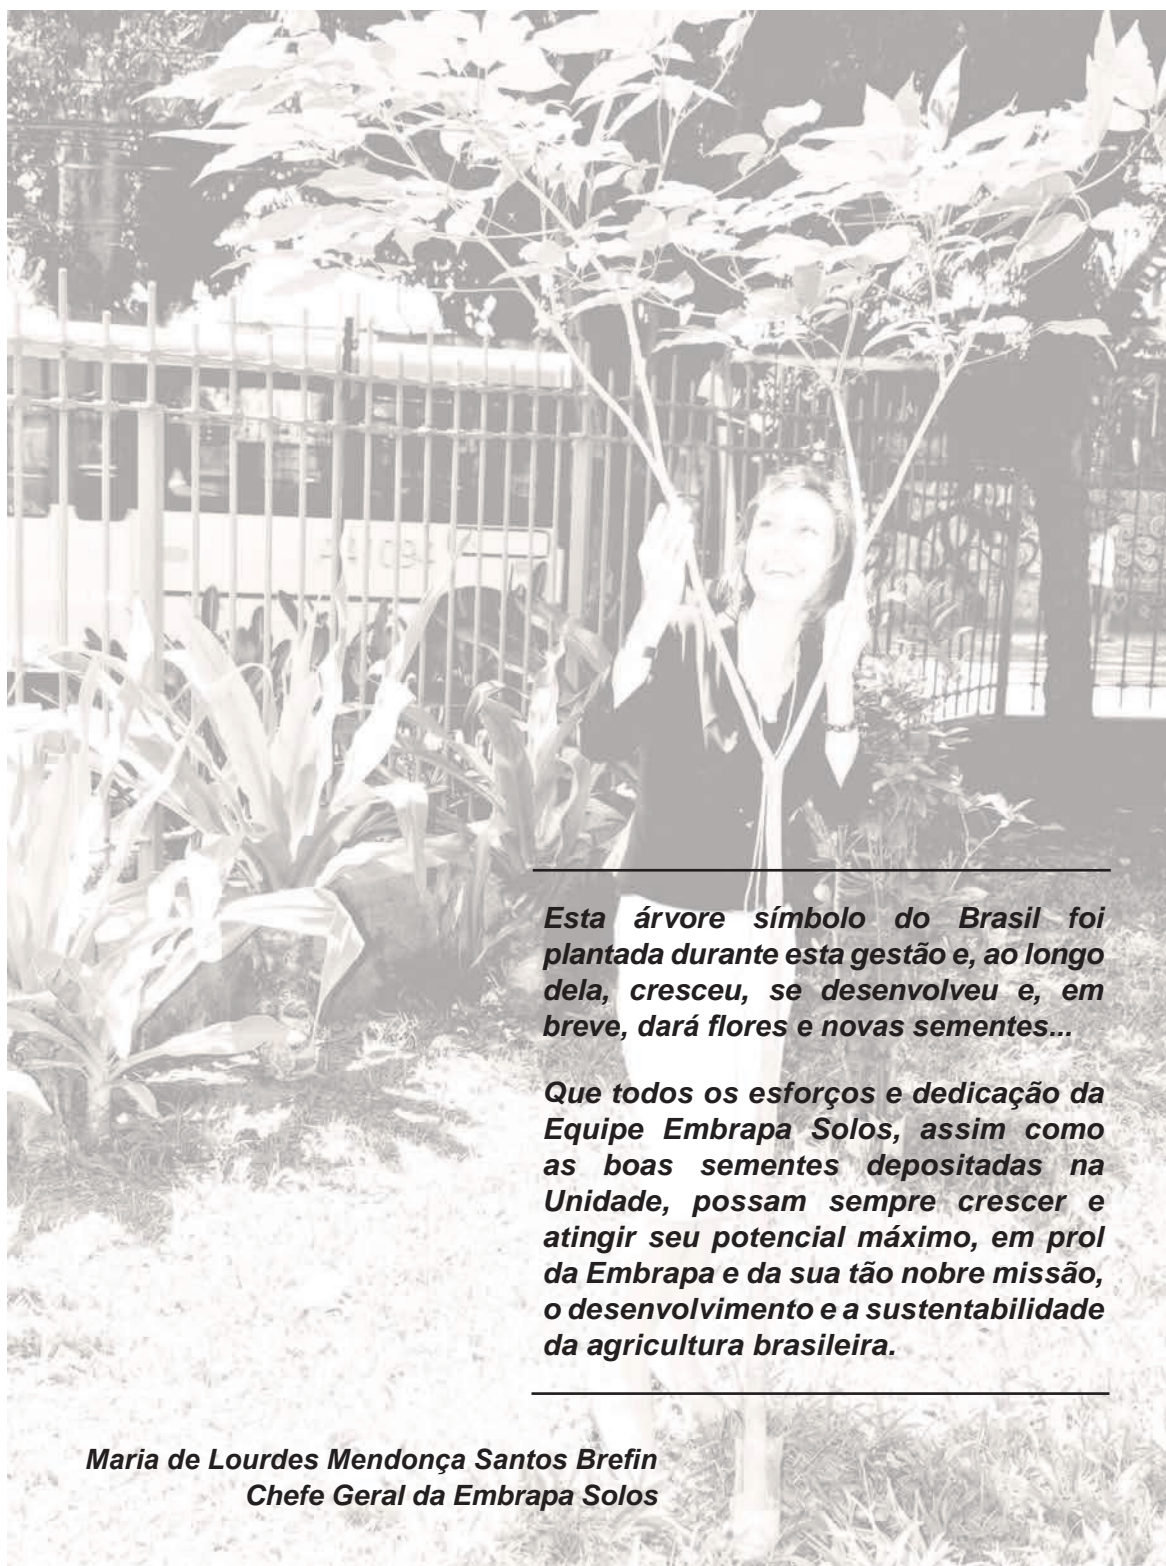 Esta árvore símbolo do Brasil foi
plantada durante esta gestão e, ao longo
dela, cresceu, se desenvolveu e, em
breve, dará flores e novas sementes...
Que todos os esforços e dedicação da
Equipe Embrapa Solos, assim como
as boas sementes depositadas na
Unidade, possam sempre crescer e
atingir seu potencial máximo, em prol
da Embrapa e da sua tão nobre missão,
o desenvolvimento e a sustentabilidade
da agricultura brasileira.
Maria de Lourdes Mendonça Santos Brefin
Chefe Geral da Embrapa Solos